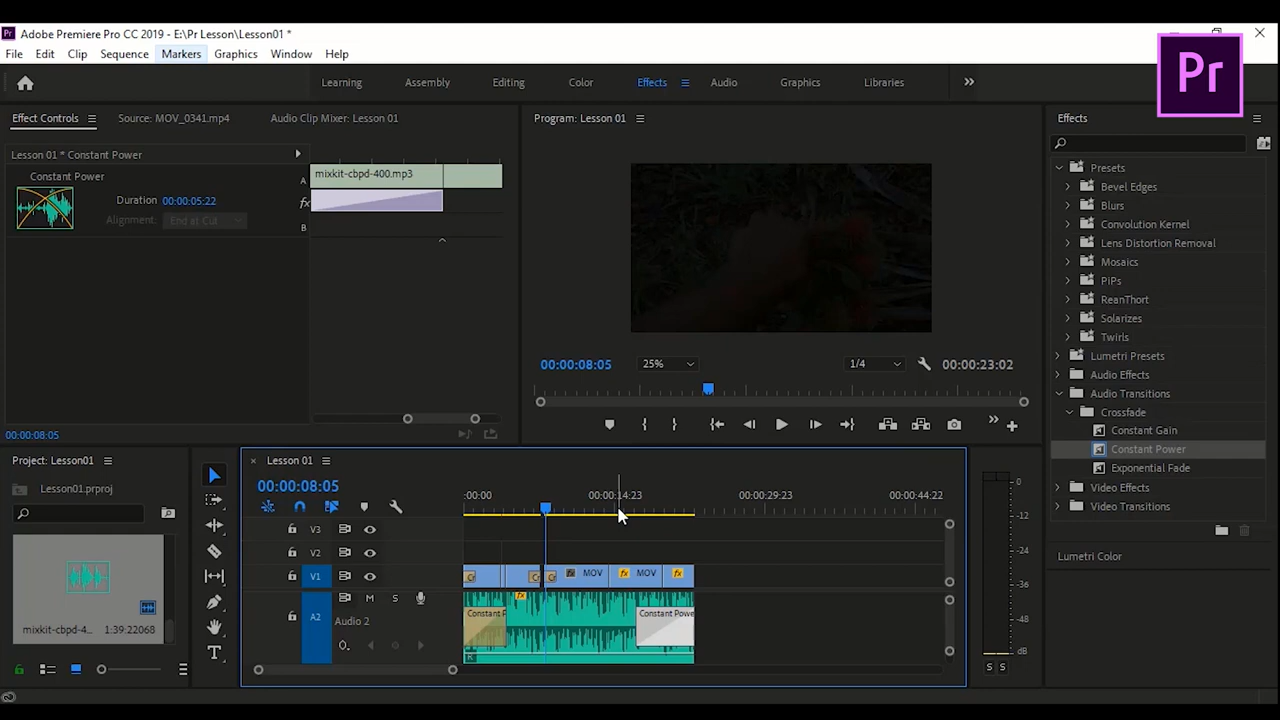 Adobe Premiere Pro CC 2019 - E:\Pr Lesson\Lesson01 *
File Edit Clip Sequence Markers Graphics Window Help
Pr
Learning Assembly Editing Color Effects Audio Graphics Libraries
Effect Controls Source: MOV_0341.mp4 Audio Clip Mixer: Lesson 01
Lesson 01 * Constant Power
Constant Power
Duration 00:00:05:22
Alignment: End at Cut
A mixkit-cbpd-400.mp3
fx
B
00:00:08:05
Program: Lesson 01
00:00:08:05 25% 1/4 00:00:23:02
Effects
Presets
Bevel Edges
Blurs
Convolution Kernel
Lens Distortion Removal
Mosaics
PiPs
ReanThort
Solarizes
Twirls
Lumetri Presets
Audio Effects
Audio Transitions
Crossfade
Constant Gain
Constant Power
Exponential Fade
Video Effects
Video Transitions
Lumetri Color
Project: Lesson01
Lesson01.prproj
mixkit-cbpd-4... 1:39:22068
Lesson 01
00:00:08:05
:00:00 00:00:14:23 00:00:29:23 00:00:44:22
V3
V2
V1 MOV fx MOV fx
A2 M S fx
Audio 2
Constant P Constant Powe
R
0
-12
-24
-36
-48
dB
S S